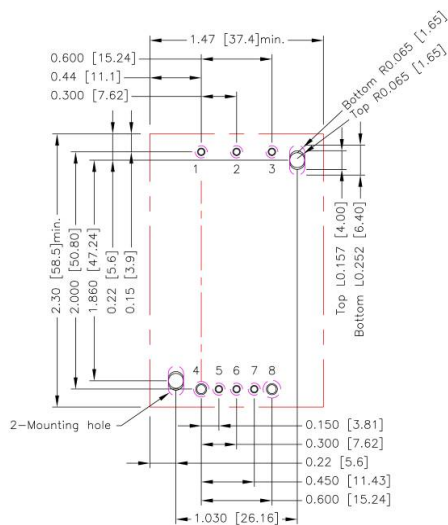 1.47 [37.4]min.
0.600 [15.24]
0.44 [11.1]
0.300 [7.62]
Bottom R0.065 [1.65]
Top R0.065 [1.65]
1 2 3
2.30 [58.5]min.
2.000 [50.80]
1.860 [47.24]
0.22 [5.6]
0.15 [3.9]
Top L0.157 [4.00]
Bottom L0.252 [6.40]
4 5 6 7 8
2-Mounting hole
0.150 [3.81]
0.300 [7.62]
0.22 [5.6]
0.450 [11.43]
0.600 [15.24]
1.030 [26.16]